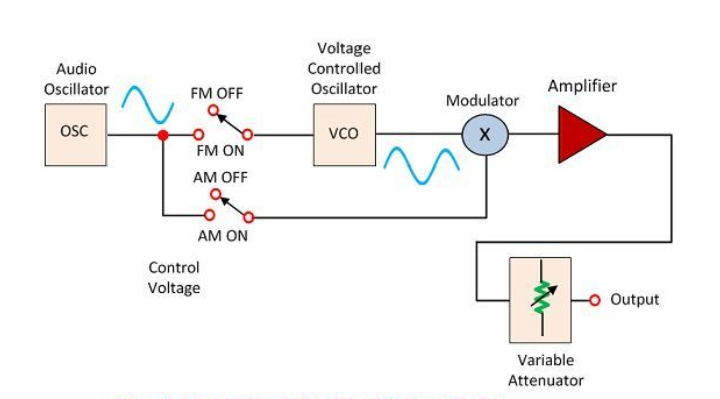 Audio
Oscillator
OSC
FM OFF
FM ON
AM OFF
AM ON
Control
Voltage
Voltage
Controlled
Oscillator
VCO
Modulator
X
Amplifier
Output
Variable
Attenuator